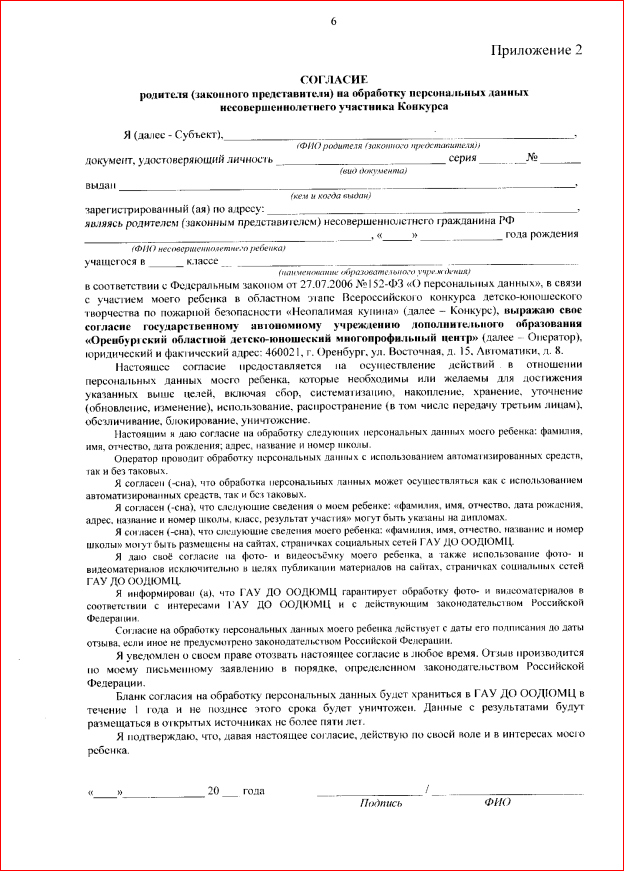 6
Приложение 2
СОГЛАСИЕ
родителя (законного представителя) на обработку персональных данных
несовершеннолетнего участника Конкурса
Я (далее - Субъект),___________________________________,
(ФИО родителя (законного представителя))
документ, удостоверяющий личность _________________ серия _______ № ______
(вид документа)
выдан ___________________________________________,
(кем и когда выдан)
зарегистрированный (ая) по адресу: ______________________________,
являясь родителем (законным представителем) несовершеннолетнего гражданина РФ
_____________________________, «____» ____________ года рождения
(ФИО несовершеннолетнего ребенка)
учащегося в _____ классе ___________________________________
(наименование образовательного учреждения)
в соответствии с Федеральным законом от 27.07.2006 №152-ФЗ «О персональных данных», в связи
с участием моего ребенка в областном этапе Всероссийского конкурса детско-юношеского
творчества по пожарной безопасности «Неопалимая купина» (далее – Конкурс), выражаю свое
согласие государственному автономному учреждению дополнительного образования
«Оренбургский областной детско-юношеский многопрофильный центр» (далее – Оператор),
юридический и фактический адрес: 460021, г. Оренбург, ул. Восточная, д. 15, Автоматики, д. 8.
Настоящее согласие предоставляется на осуществление действий в отношении
персональных данных моего ребенка, которые необходимы или желаемы для достижения
указанных выше целей, включая сбор, систематизацию, накопление, хранение, уточнение
(обновление, изменение), использование, распространение (в том числе передачу третьим лицам),
обезличивание, блокирование, уничтожение.
Настоящим я даю согласие на обработку следующих персональных данных моего ребенка: фамилия,
имя, отчество, дата рождения; адрес, название и номер школы.
Оператор проводит обработку персональных данных с использованием автоматизированных средств,
так и без таковых.
Я согласен (-сна), что обработка персональных данных может осуществляться как с использованием
автоматизированных средств, так и без таковых.
Я согласен (-сна), что следующие сведения о моем ребенке: «фамилия, имя, отчество, дата рождения,
адрес, название и номер школы, класс, результат участия» могут быть указаны на дипломах.
Я согласен (-сна), что следующие сведения моего ребенка: «фамилия, имя, отчество, название и номер
школы» могут быть размещены на сайтах, страничках социальных сетей ГАУ ДО ООДЮМЦ.
Я даю своё согласие на фото- и видеосъёмку моего ребенка, а также использование фото- и
видеоматериалов исключительно в целях публикации материалов на сайтах, страничках социальных сетей
ГАУ ДО ООДЮМЦ.
Я информирован (а), что ГАУ ДО ООДЮМЦ гарантирует обработку фото- и видеоматериалов в
соответствии с интересами ГАУ ДО ООДЮМЦ и с действующим законодательством Российской
Федерации.
Согласие на обработку персональных данных моего ребенка действует с даты его подписания до даты
отзыва, если иное не предусмотрено законодательством Российской Федерации.
Я уведомлен о своем праве отозвать настоящее согласие в любое время. Отзыв производится
по моему письменному заявлению в порядке, определенном законодательством Российской
Федерации.
Бланк согласия на обработку персональных данных будет храниться в ГАУ ДО ООДЮМЦ в
течение 1 года и не позднее этого срока будет уничтожен. Данные с результатами будут
размещаться в открытых источниках не более пяти лет.
Я подтверждаю, что, давая настоящее согласие, действую по своей воле и в интересах моего
ребенка.
«____»______________ 20 ___ года _________________ / _________________
Подпись ФИО